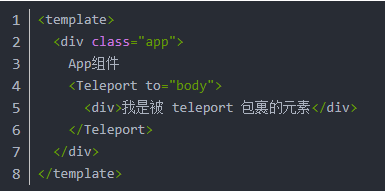 1 <template>
2   <div class="app">
3     App组件
4     <Teleport to="body">
5       <div>我是被 teleport 包裹的元素</div>
6     </Teleport>
7   </div>
8 </template>